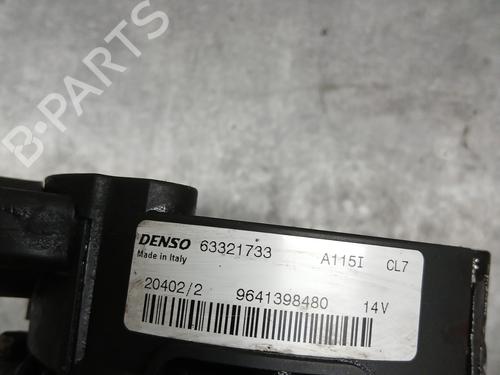 B-PARTS
DENSO 63321733 A115I CL7
Made in Italy
20402/2 9641398480 14V